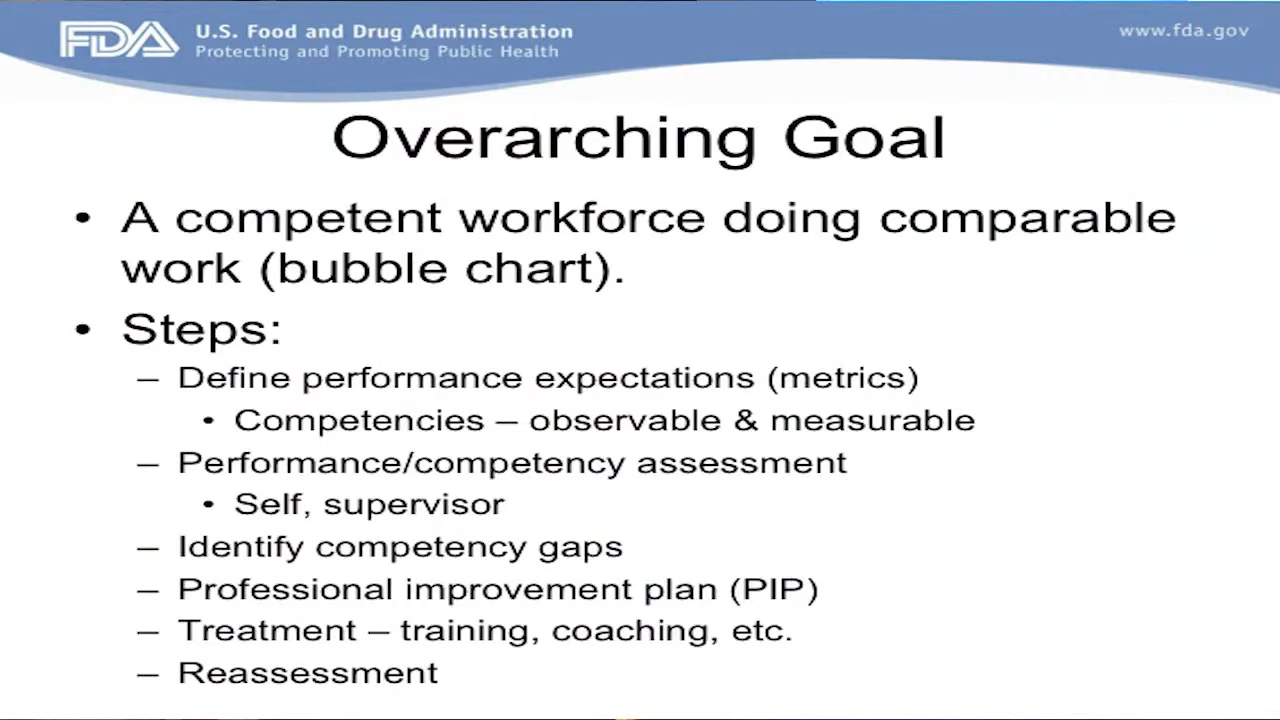 FDA
U.S. Food and Drug Administration
Protecting and Promoting Public Health
www.fda.gov
Overarching Goal
• A competent workforce doing comparable
work (bubble chart).
• Steps:
– Define performance expectations (metrics)
• Competencies – observable & measurable
– Performance/competency assessment
• Self, supervisor
– Identify competency gaps
– Professional improvement plan (PIP)
– Treatment – training, coaching, etc.
– Reassessment